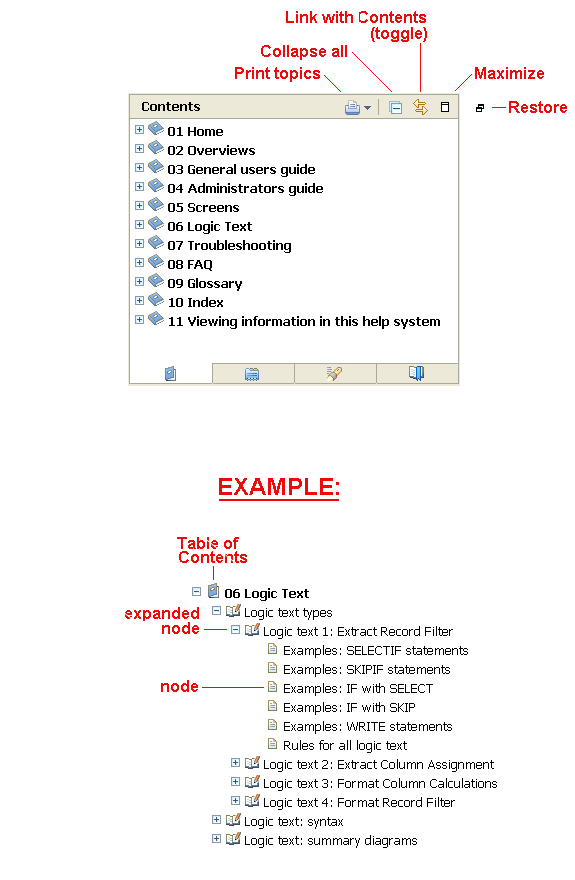 Link with Contents
(toggle)
Collapse all
Print topics
Maximize
Contents
Restore
01 Home
02 Overviews
03 General users guide
04 Administrators guide
05 Screens
06 Logic Text
07 Troubleshooting
08 FAQ
09 Glossary
10 Index
11 Viewing information in this help system
EXAMPLE:
Table of
Contents
06 Logic Text
expanded
node
Logic text types
Logic text 1: Extract Record Filter
Examples: SELECTIF statements
Examples: SKIPIF statements
node
Examples: IF with SELECT
Examples: IF with SKIP
Examples: WRITE statements
Rules for all logic text
Logic text 2: Extract Column Assignment
Logic text 3: Format Column Calculations
Logic text 4: Format Record Filter
Logic text: syntax
Logic text: summary diagrams